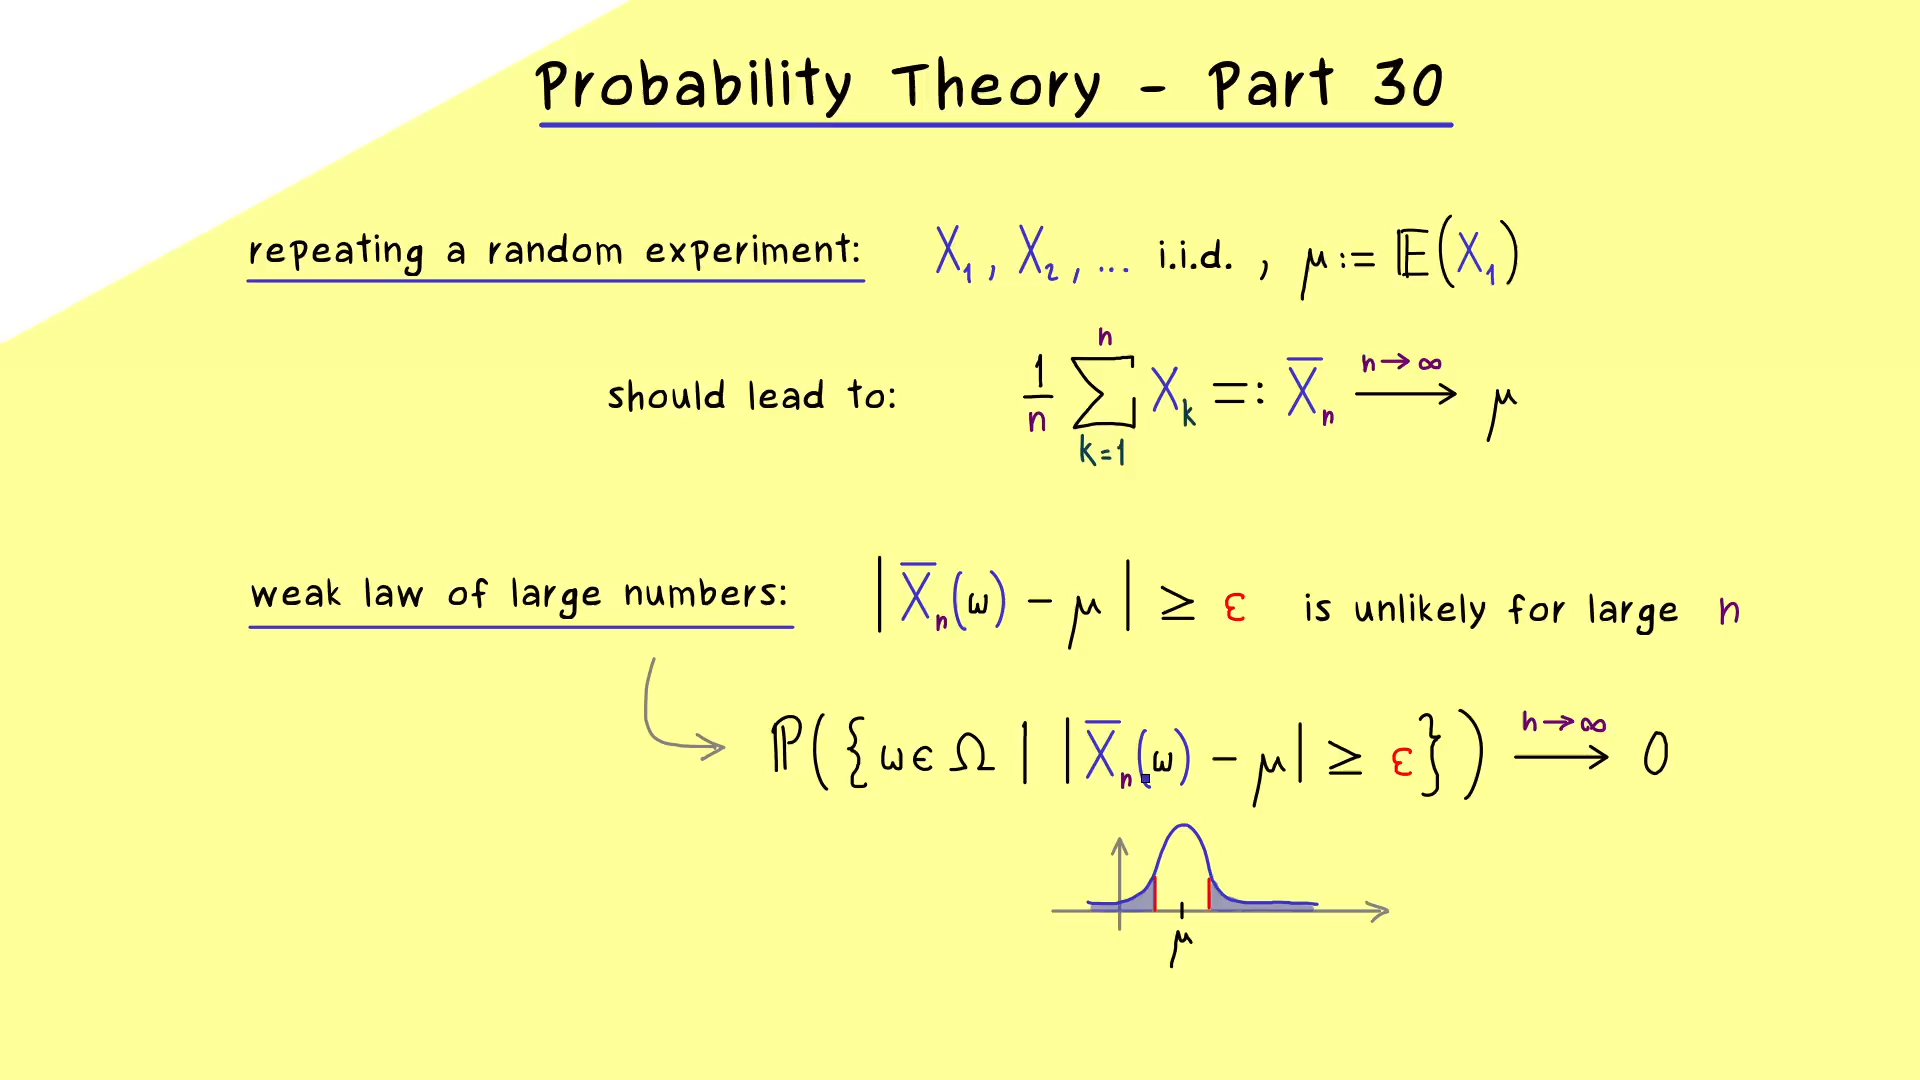 Probability Theory - Part 30
repeating a random experiment: X₁, X₂, ... i.i.d., μ := 𝔼(X₁)
should lead to: 1/n ∑_{k=1}^{n} X_k =: X̅_n ⟶^{n→∞} μ
weak law of large numbers: |X̅_n(ω) - μ| ≥ ε is unlikely for large n
ℙ({ω∈Ω | |X̅_n(ω) - μ| ≥ ε}) ⟶^{n→∞} 0
μ